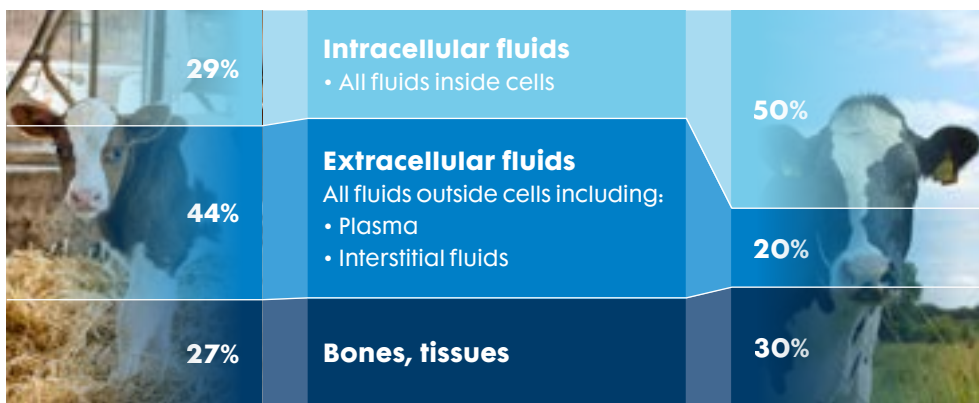 29%
Intracellular fluids
• All fluids inside cells
50%
Extracellular fluids
All fluids outside cells including:
• Plasma
• Interstitial fluids
44%
20%
27%
Bones, tissues
30%